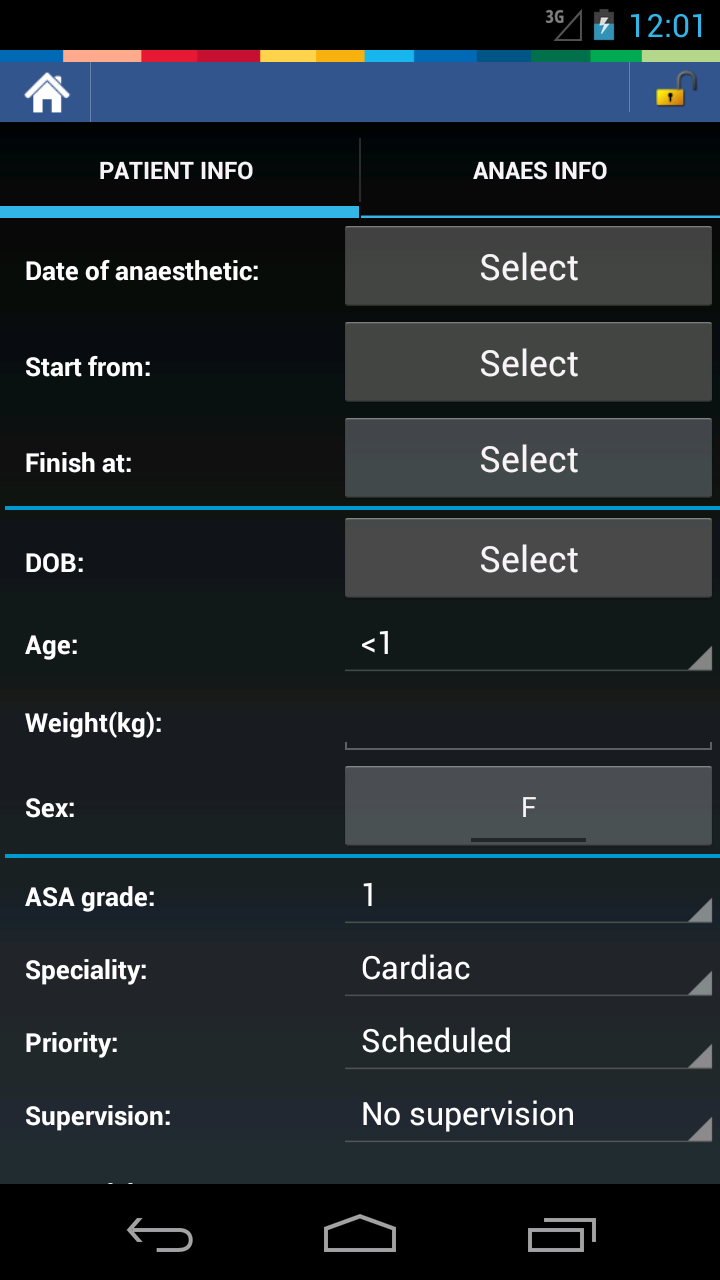 3G 12:01
PATIENT INFO ANAES INFO
Date of anaesthetic: Select
Start from: Select
Finish at: Select
DOB: Select
Age: <1
Weight(kg):
Sex: F
ASA grade: 1
Speciality: Cardiac
Priority: Scheduled
Supervision: No supervision